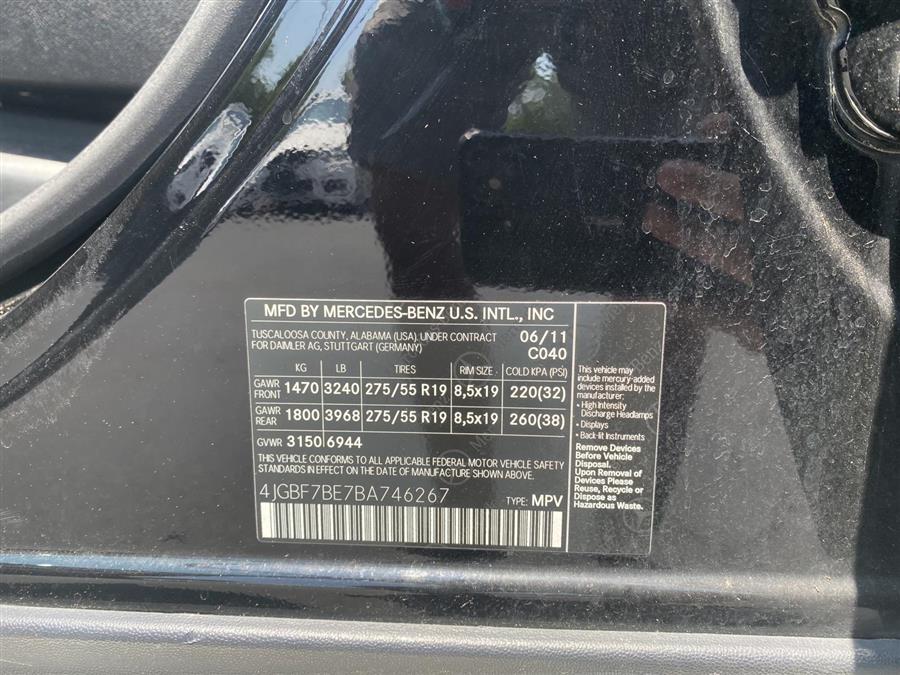 MFD BY MERCEDES-BENZ U.S. INTL., INC
TUSCALOOSA COUNTY, ALABAMA (USA) UNDER CONTRACT
FOR DAIMLER AG, STUTTGART (GERMANY)
06/11
C040
KG LB TIRES RIM SIZE COLD KPA (PSI)
GAWR FRONT 1470 3240 275/55 R19 8,5x19 220(32)
GAWR REAR 1800 3968 275/55 R19 8,5x19 260(38)
GVWR 3150 6944
THIS VEHICLE CONFORMS TO ALL APPLICABLE FEDERAL MOTOR VEHICLE SAFETY
STANDARDS IN EFFECT ON THE DATE OF MANUFACTURE SHOWN ABOVE
4JGBF7BE7BA746267
TYPE: MPV
This vehicle may
include mercury-added
devices installed by the
manufacturer:
• High Intensity
Discharge Headlamps
• Displays
• Back-lit Instruments
Remove Devices
Before Vehicle
Disposal.
Upon Removal of
Devices Please
Reuse, Recycle or
Dispose as
Hazardous Waste.